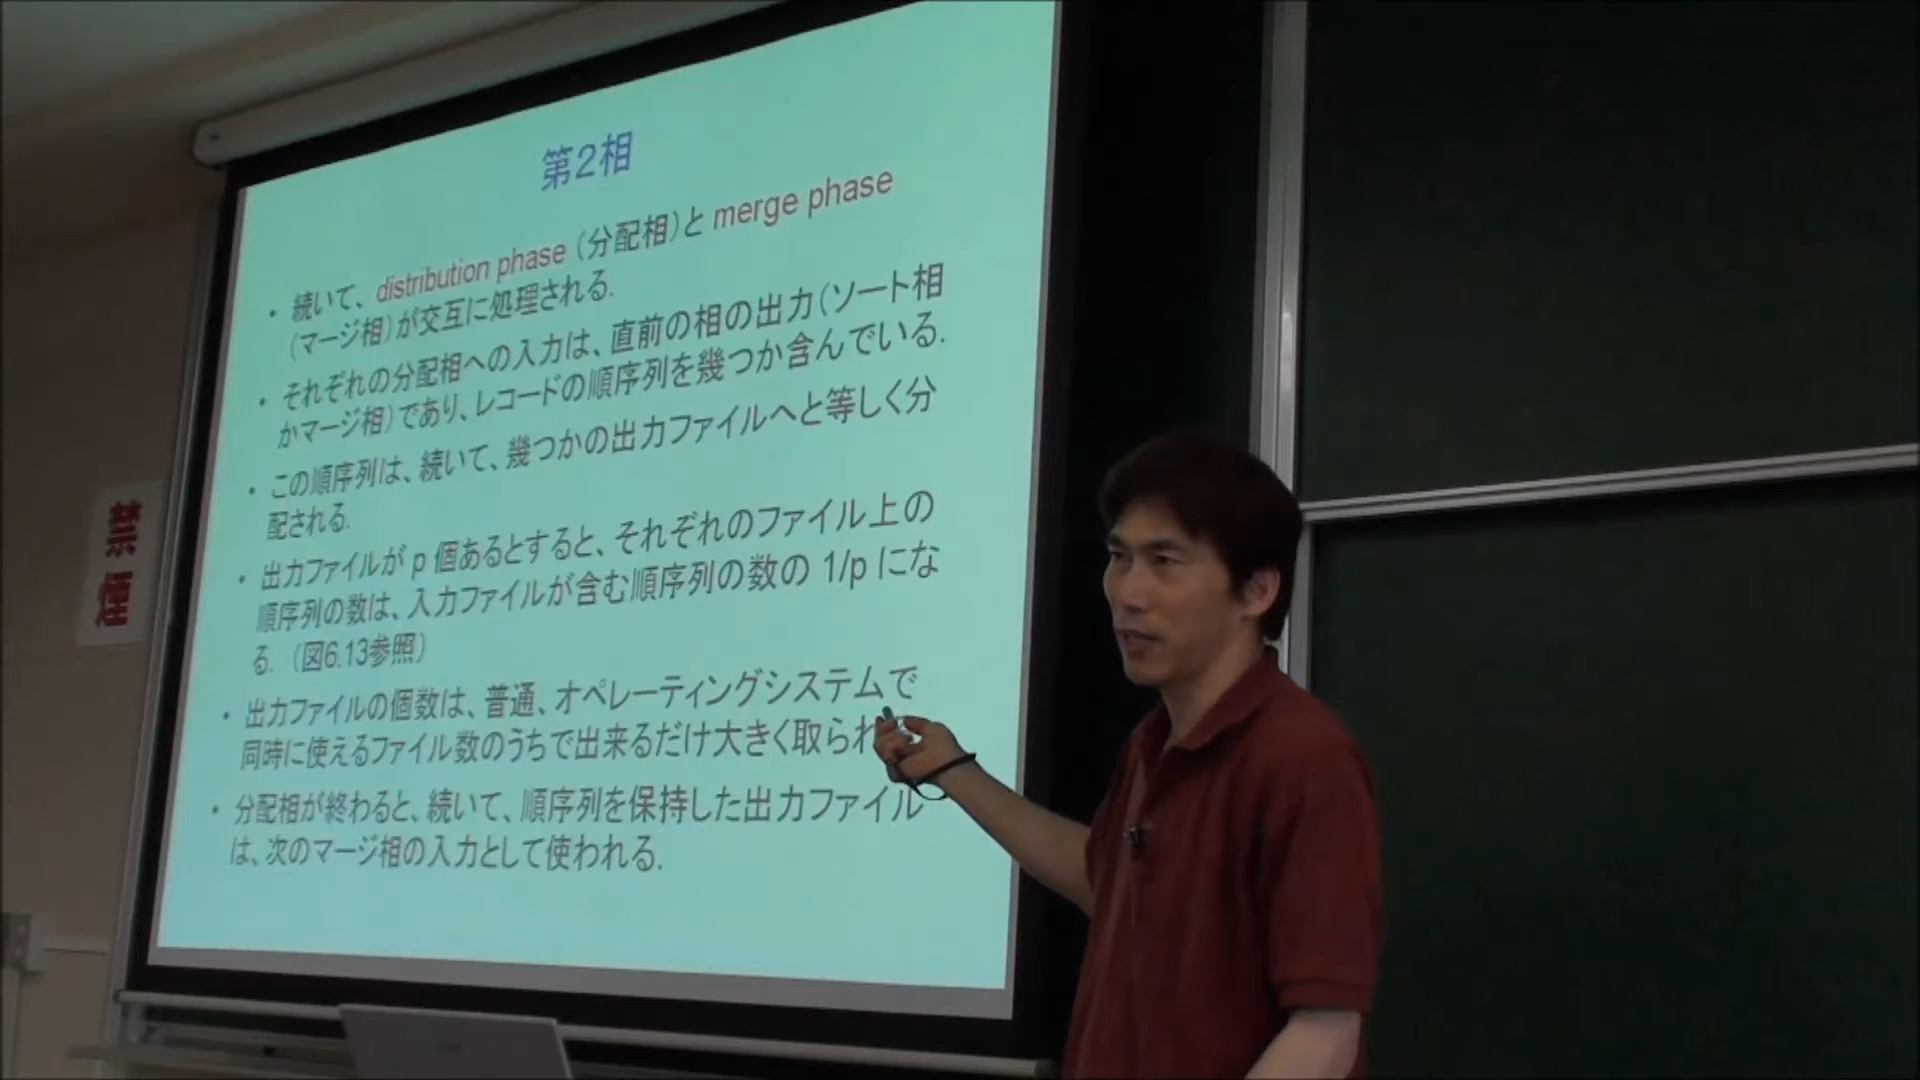 第2相
• 続いて、distribution phase (分配相)と merge phase
(マージ相)が交互に処理される.
• それぞれの分配相への入力は、直前の相の出力(ソート相
かマージ相)であり、レコードの順序列を幾つか含んでいる.
• この順序列は、続いて、幾つかの出力ファイルへと等しく分
配される.
• 出力ファイルが p 個あるとすると、それぞれのファイル上の
順序列の数は、入力ファイルが含む順序列の数の 1/p にな
る. (図6.13参照)
• 出力ファイルの個数は、普通、オペレーティングシステムで
同時に使えるファイル数のうちで出来るだけ大きく取られ
• 分配相が終わると、続いて、順序列を保持した出力ファイル
は、次のマージ相の入力として使われる.
禁煙